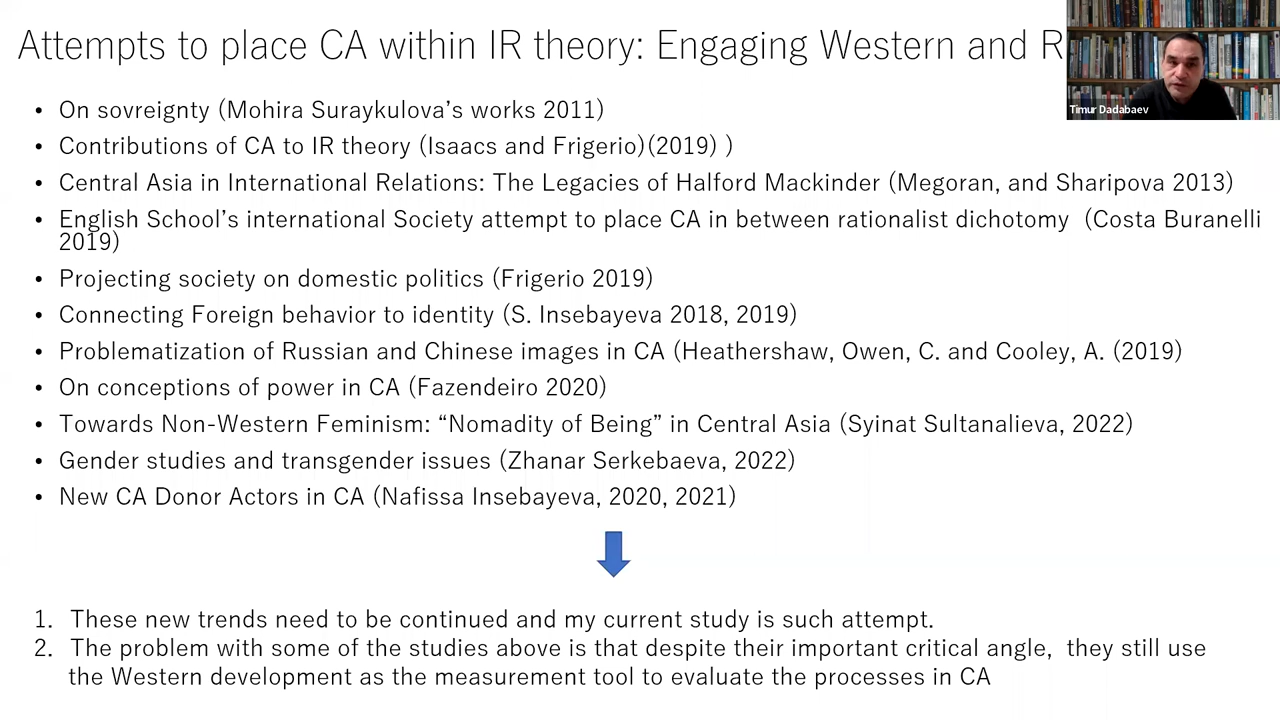 Attempts to place CA within IR theory: Engaging Western and R
Timur Dadabaev
• On sovreignty (Mohira Suraykulova's works 2011)
• Contributions of CA to IR theory (Isaacs and Frigerio)(2019) )
• Central Asia in International Relations: The Legacies of Halford Mackinder (Megoran, and Sharipova 2013)
• English School's international Society attempt to place CA in between rationalist dichotomy (Costa Buranelli
2019)
• Projecting society on domestic politics (Frigerio 2019)
• Connecting Foreign behavior to identity (S. Insebayeva 2018, 2019)
• Problematization of Russian and Chinese images in CA (Heathershaw, Owen, C. and Cooley, A. (2019)
• On conceptions of power in CA (Fazendeiro 2020)
• Towards Non-Western Feminism: “Nomadity of Being” in Central Asia (Syinat Sultanalieva, 2022)
• Gender studies and transgender issues (Zhanar Serkebaeva, 2022)
• New CA Donor Actors in CA (Nafissa Insebayeva, 2020, 2021)
1. These new trends need to be continued and my current study is such attempt.
2. The problem with some of the studies above is that despite their important critical angle, they still use
the Western development as the measurement tool to evaluate the processes in CA